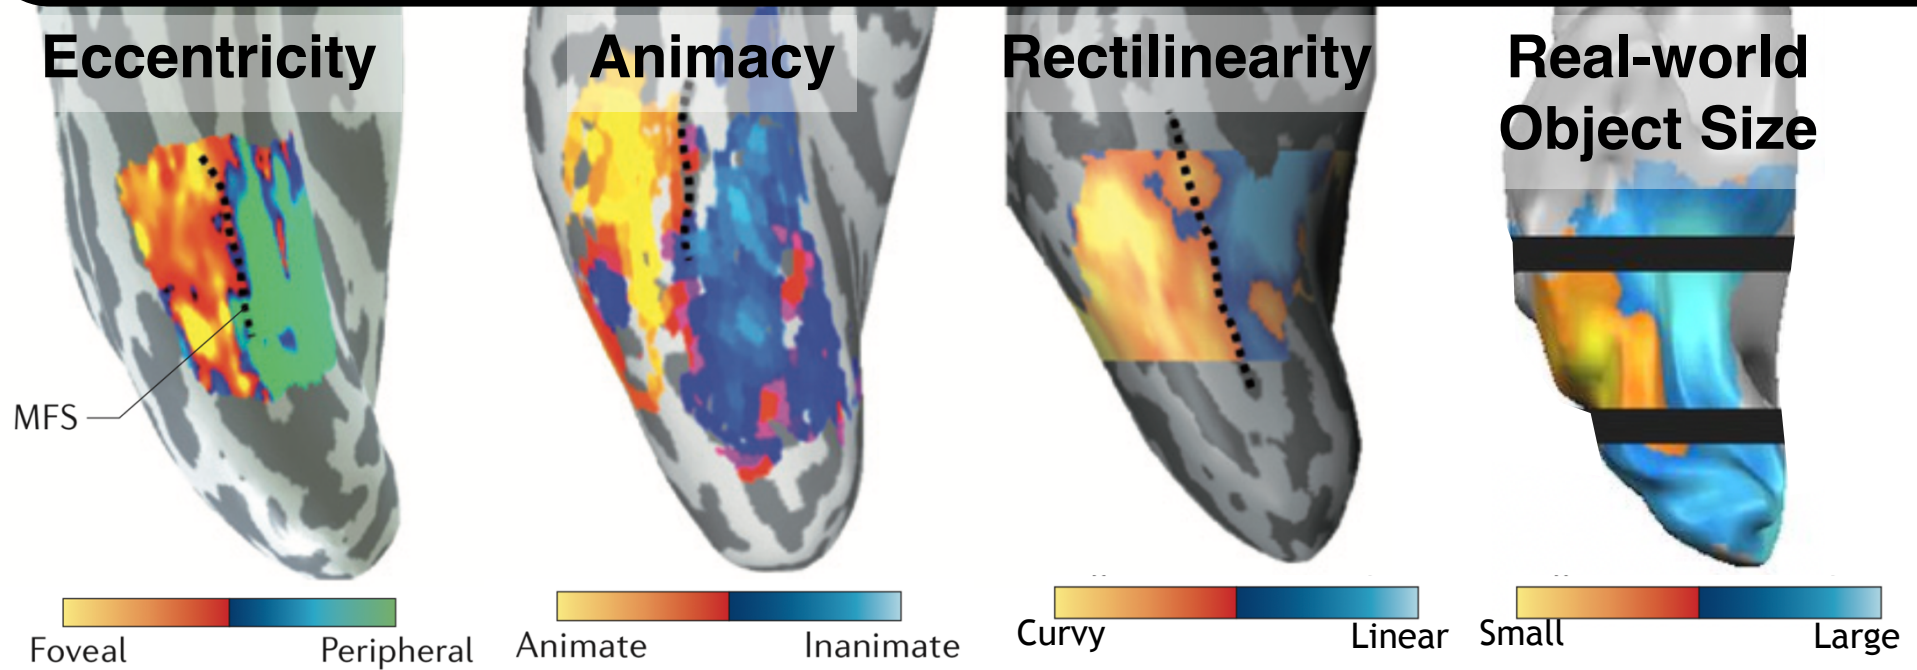 Eccentricity
Animacy
Rectilinearity
Real-world
Object Size
MFS
Foveal
Peripheral
Animate
Inanimate
Curvy
Linear
Small
Large